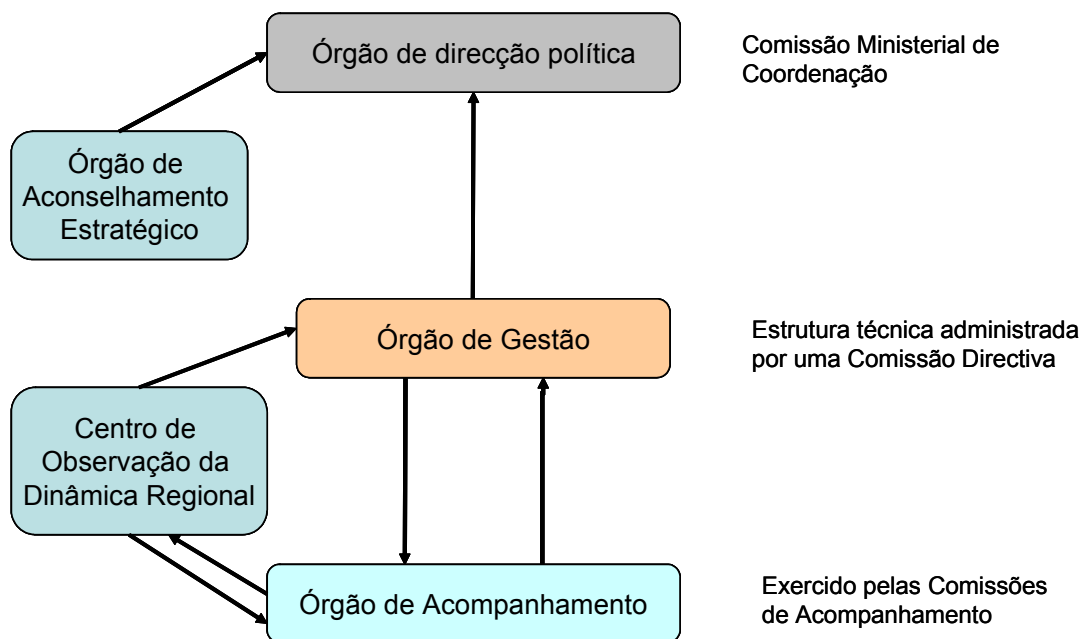 Órgão de direcção política
Comissão Ministerial de
Coordenação
Órgão de
Aconselhamento
Estratégico
Órgão de Gestão
Estrutura técnica administrada
por uma Comissão Directiva
Centro de
Observação da
Dinâmica Regional
Órgão de Acompanhamento
Exercido pelas Comissões
de Acompanhamento